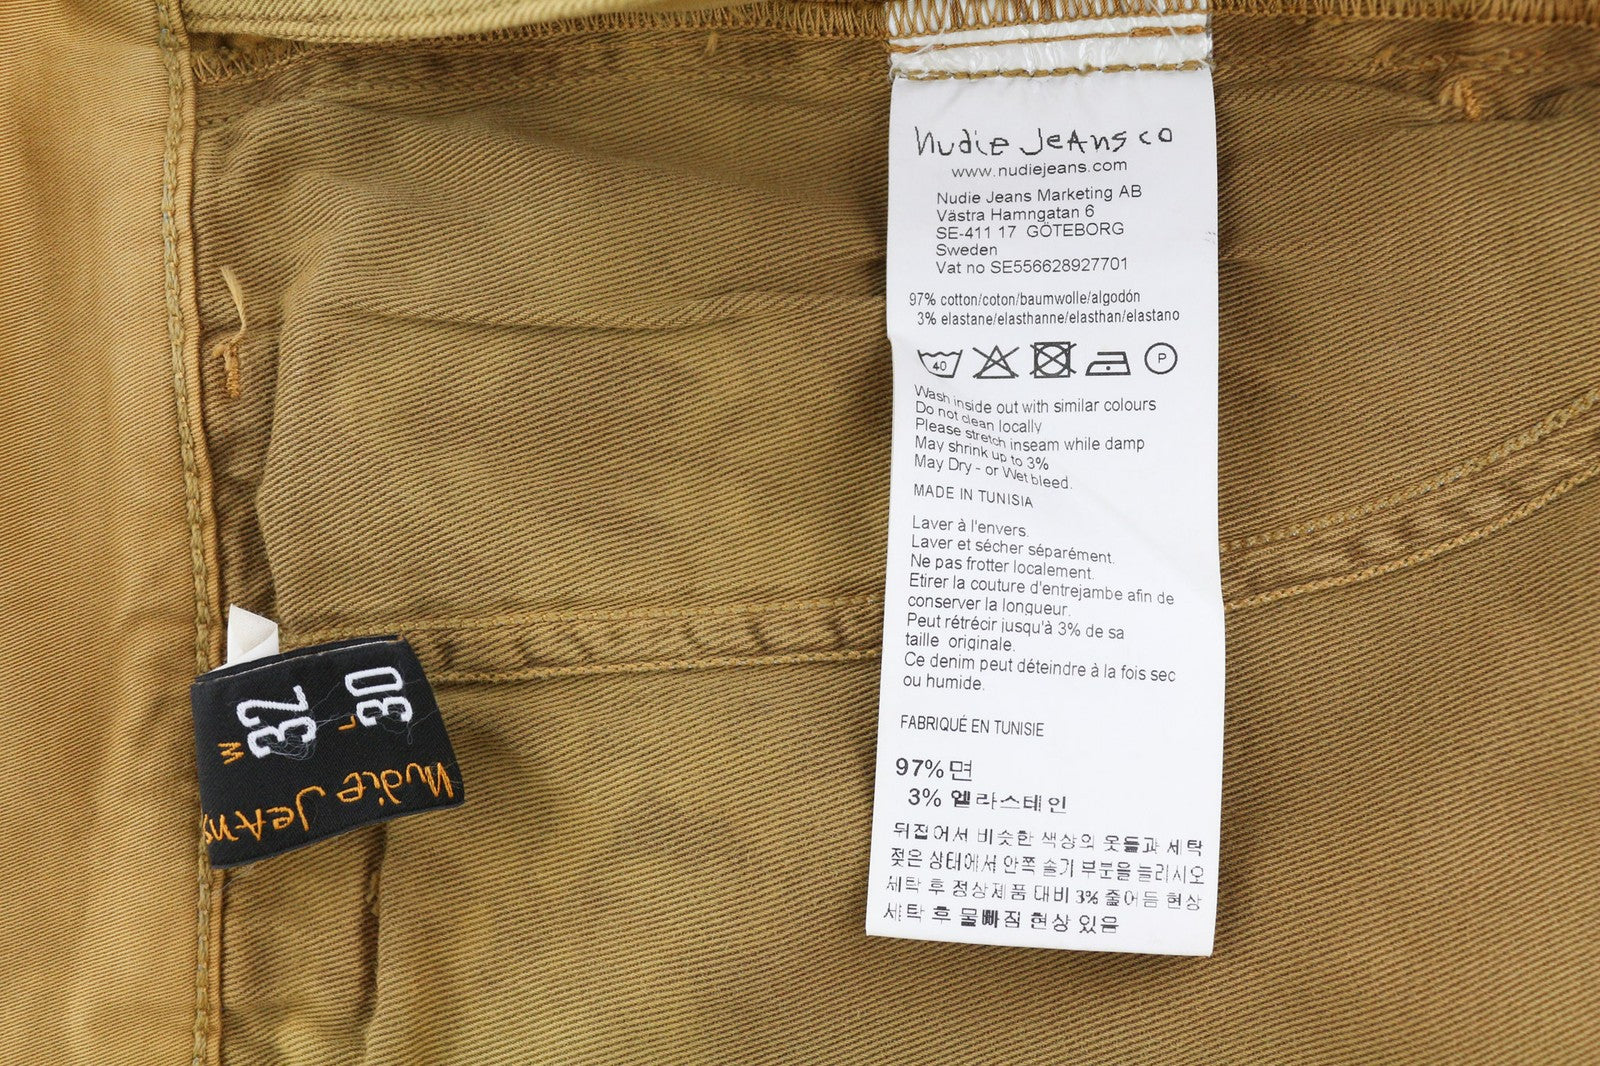 Nudie Jeans co
www.nudiejeans.com
Nudie Jeans Marketing AB
Västra Hamngatan 6
SE-411 17 GÖTEBORG
Sweden
Vat no SE556628927701
97% cotton/coton/baumwolle/algodón
3% elastane/elasthanne/elasthan/elastano
40
P
Wash inside out with similar colours
Do not clean locally
Please stretch inseam while damp
May shrink up to 3%
May Dry - or Wet bleed.
MADE IN TUNISIA
Laver à l'envers.
Laver et sécher séparément.
Ne pas frotter localement.
Etirer la couture d'entrejambe afin de
conserver la longueur.
Peut rétrécir jusqu'à 3% de sa
taille originale.
Ce denim peut déteindre à la fois sec
ou humide.
FABRIQUÉ EN TUNISIE
97% 면
3% 엘라스테인
뒤집어서 비슷한 색상의 옷들과 세탁
젖은 상태에서 안쪽 솔기 부분을 늘리시오
세탁 후 정상제품 대비 3% 줄어듬 현상
세탁 후 물빠짐 현상 있음
W 32
L 30
Nudie Jeans